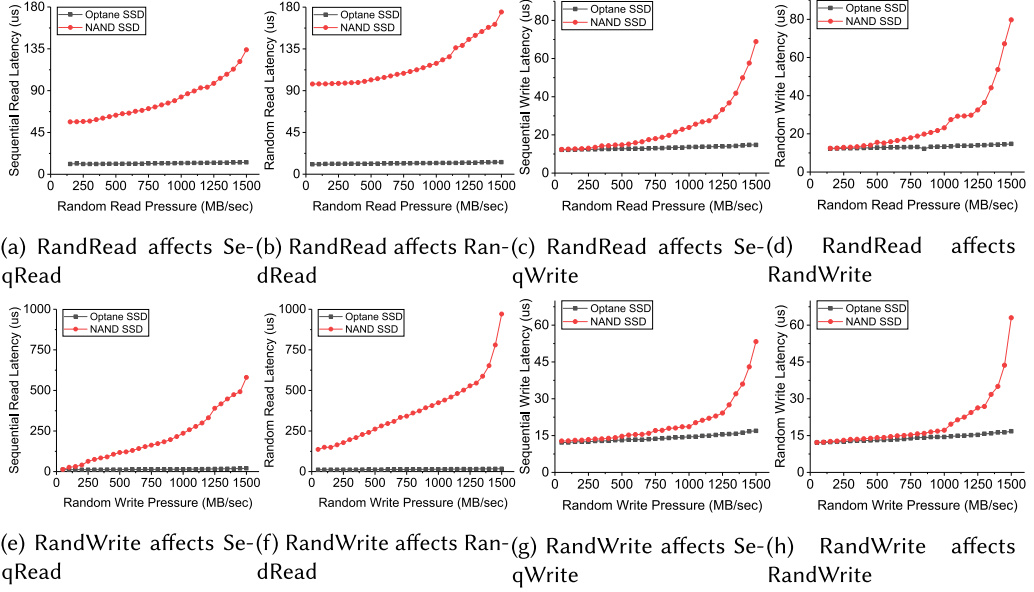 180
135
90
45
0
Sequential Read Latency (us)
Optane SSD
NAND SSD
250 500 750 1000 1250 1500
Random Read Pressure (MB/sec)
180
135
90
45
0
Random Read Latency (us)
Optane SSD
NAND SSD
0 250 500 750 1000 1250 1500
Random Read Pressure (MB/sec)
80
60
40
20
0
Sequential Write Latency (us)
Optane SSD
NAND SSD
0 250 500 750 1000 1250 1500
Random Read Pressure (MB/sec)
80
60
40
20
0
Random Write Latency (us)
Optane SSD
NAND SSD
0 250 500 750 1000 1250 1500
Random Read Pressure (MB/sec)
(a) RandRead affects Se-
qRead
(b) RandRead affects Ran-
dRead
(c) RandRead affects Se-
qWrite
(d) RandRead affects
RandWrite
1000
750
500
250
0
Sequential Read Latency (us)
Optane SSD
NAND SSD
0 250 500 750 1000 1250 1500
Random Write Pressure (MB/sec)
1000
750
500
250
0
Random Read Latency (us)
Optane SSD
NAND SSD
0 250 500 750 1000 1250 1500
Random Write Pressure (MB/sec)
60
45
30
15
0
Sequential Write Latency (us)
Optane SSD
NAND SSD
0 250 500 750 1000 1250 1500
Random Write Pressure (MB/sec)
60
45
30
15
0
Random Write Latency (us)
Optane SSD
NAND SSD
0 250 500 750 1000 1250 1500
Random Write Pressure (MB/sec)
(e) RandWrite affects Se-
qRead
(f) RandWrite affects Ran-
dRead
(g) RandWrite affects Se-
qWrite
(h) RandWrite affects
RandWrite